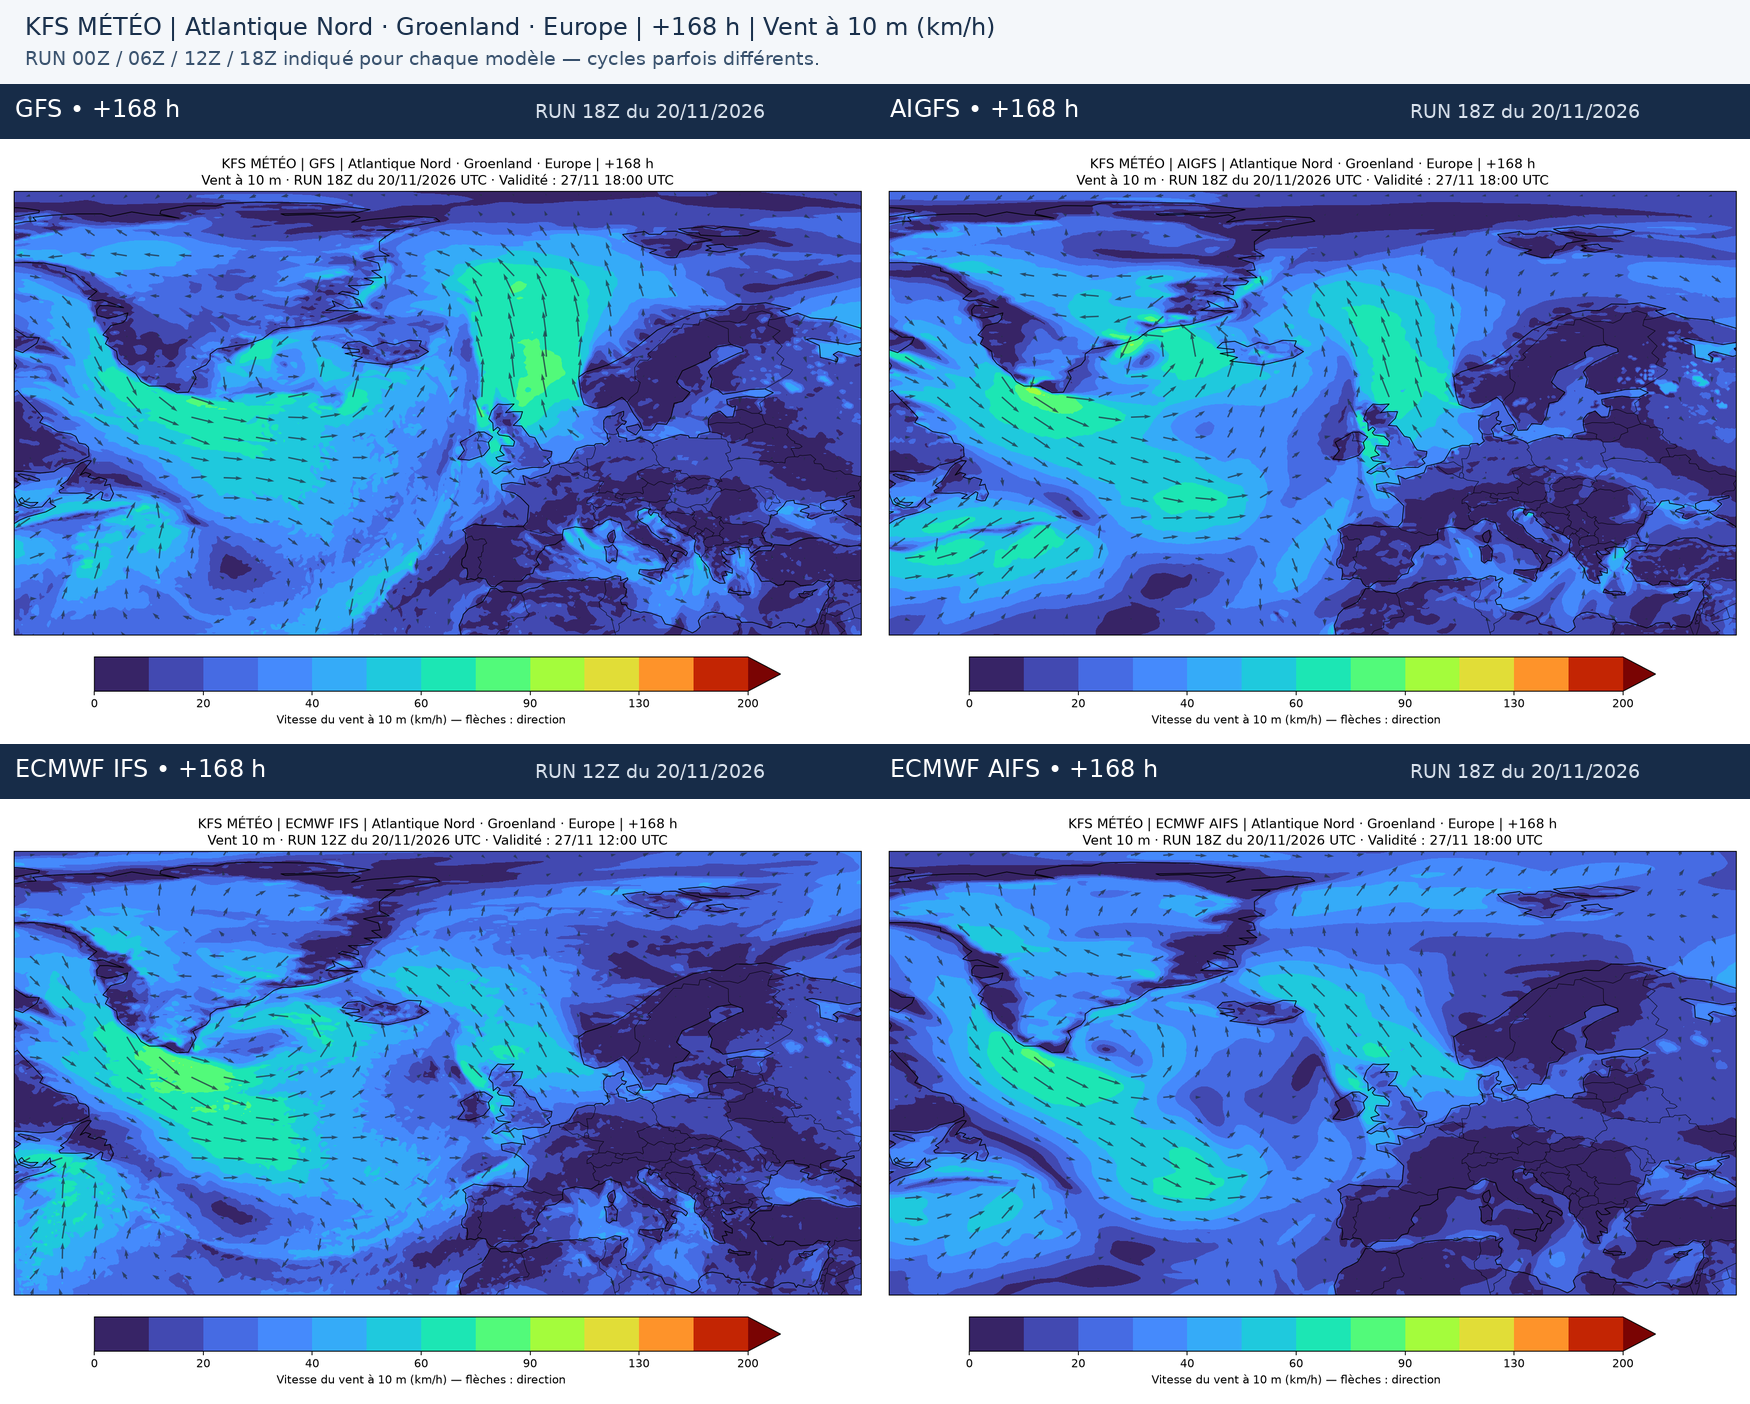 KFS MÉTÉO | Atlantique Nord · Groenland · Europe | +168 h | Vent à 10 m (km/h)
RUN 00Z / 06Z / 12Z / 18Z indiqué pour chaque modèle — cycles parfois différents.
GFS • +168 h
RUN 18Z du 20/11/2026
AIGFS • +168 h
RUN 18Z du 20/11/2026
KFS MÉTÉO | GFS | Atlantique Nord · Groenland · Europe | +168 h
Vent à 10 m · RUN 18Z du 20/11/2026 UTC · Validité : 27/11 18:00 UTC
KFS MÉTÉO | AIGFS | Atlantique Nord · Groenland · Europe | +168 h
Vent à 10 m · RUN 18Z du 20/11/2026 UTC · Validité : 27/11 18:00 UTC
0 20 40 60 90 130 200
Vitesse du vent à 10 m (km/h) — flèches : direction
0 20 40 60 90 130 200
Vitesse du vent à 10 m (km/h) — flèches : direction
ECMWF IFS • +168 h
RUN 12Z du 20/11/2026
ECMWF AIFS • +168 h
RUN 18Z du 20/11/2026
KFS MÉTÉO | ECMWF IFS | Atlantique Nord · Groenland · Europe | +168 h
Vent 10 m · RUN 12Z du 20/11/2026 UTC · Validité : 27/11 12:00 UTC
KFS MÉTÉO | ECMWF AIFS | Atlantique Nord · Groenland · Europe | +168 h
Vent 10 m · RUN 18Z du 20/11/2026 UTC · Validité : 27/11 18:00 UTC
0 20 40 60 90 130 200
Vitesse du vent à 10 m (km/h) — flèches : direction
0 20 40 60 90 130 200
Vitesse du vent à 10 m (km/h) — flèches : direction